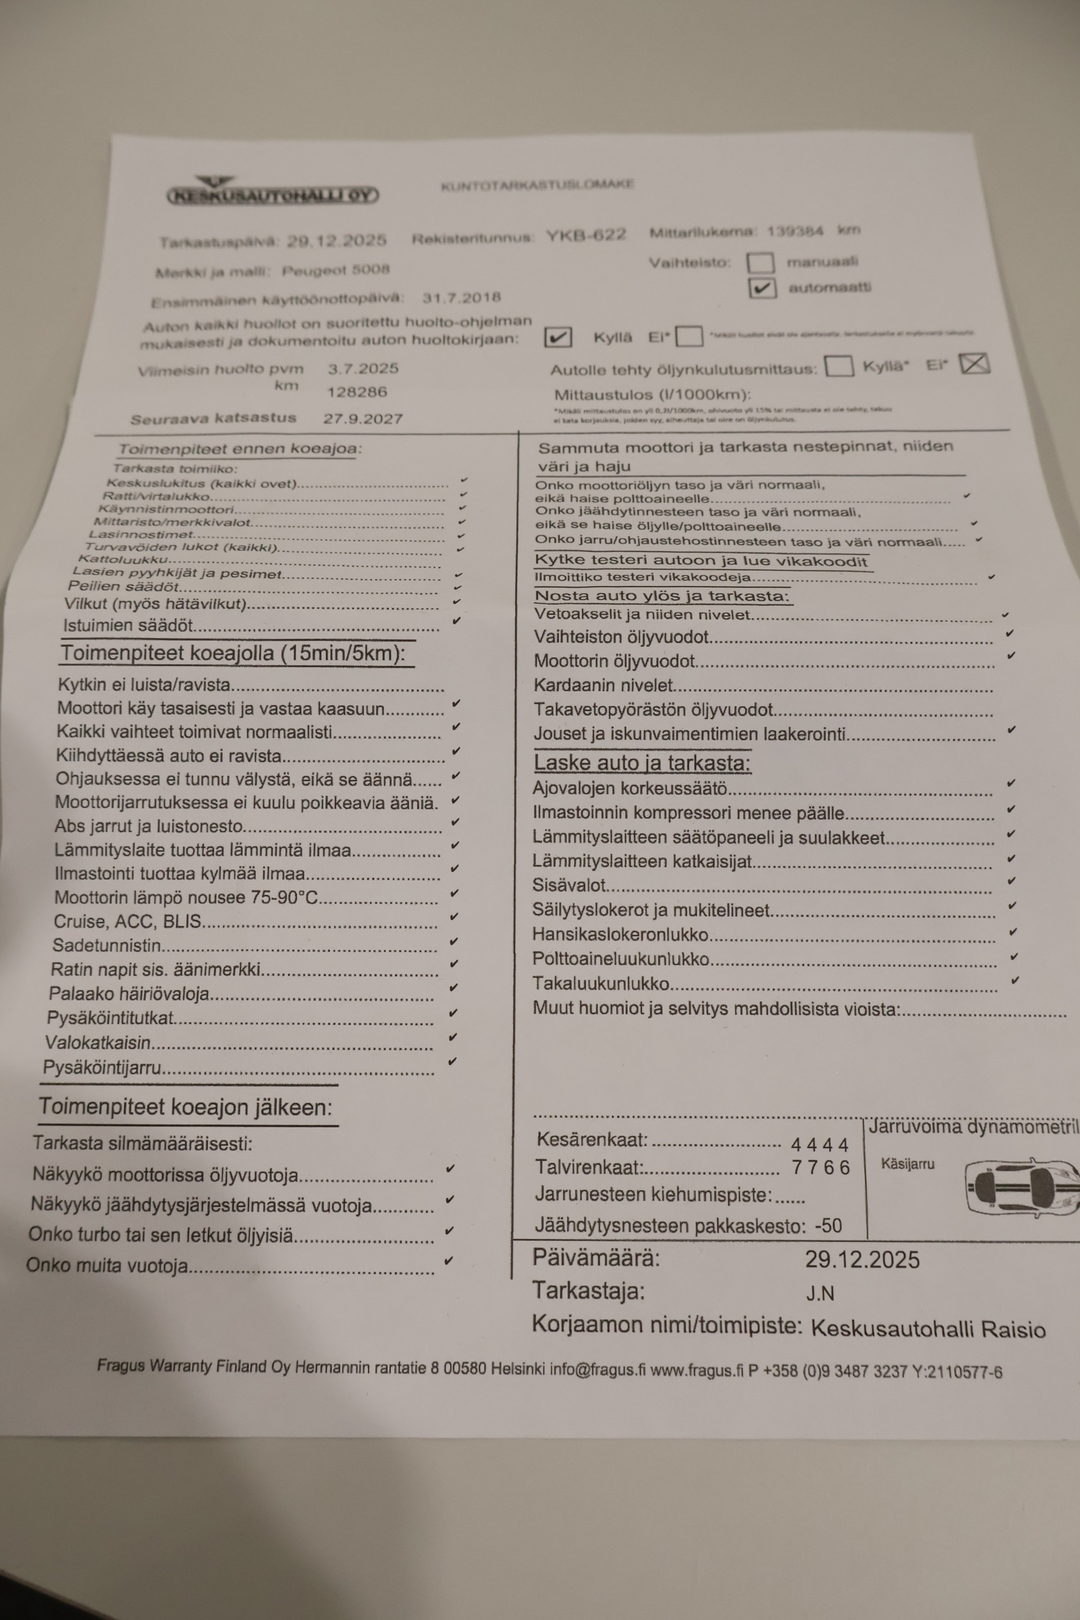 KESKUSAUTOHALLI OY
KUNTOTARKASTUSLOMAKE
Tarkastuspäivä: 29.12.2025 Rekisteritunnus: YKB-622 Mittarilukema: 139384 km
Merkki ja malli: Peugeot 5008
Vaihteisto: manuaali
✔ automaatti
Ensimmäinen käyttöönottopäivä: 31.7.2018
Auton kaikki huollot on suoritettu huolto-ohjelman
mukaisesti ja dokumentoitu auton huoltokirjaan: ✔ Kyllä Ei*
Viimeisin huolto pvm 3.7.2025
km 128286
Autolle tehty öljynkulutusmittaus: Kyllä* Ei* ☒
Mittaustulos (l/1000km):
Seuraava katsastus 27.9.2027
Toimenpiteet ennen koeajoa:
Tarkasta toimiiko:
Keskuslukitus (kaikki ovet)........ ✔
Ratti/virtalukko........ ✔
Käynnistinmoottori........ ✔
Mittaristo/merkkivalot........ ✔
Lasinnostimet........ ✔
Turvavöiden lukot (kaikki)........ ✔
Kattoluukku........
Lasien pyyhkijät ja pesimet........ ✔
Peilien säädöt........ ✔
Vilkut (myös hätävilkut)........ ✔
Istuimien säädöt........ ✔
Toimenpiteet koeajolla (15min/5km):
Kytkin ei luista/ravista........
Moottori käy tasaisesti ja vastaa kaasuun........ ✔
Kaikki vaihteet toimivat normaalisti........ ✔
Kiihdyttäessä auto ei ravista........ ✔
Ohjauksessa ei tunnu välystä, eikä se äännä...... ✔
Moottorijarrutuksessa ei kuulu poikkeavia ääniä. ✔
Abs jarrut ja luistonesto........ ✔
Lämmityslaite tuottaa lämmintä ilmaa........ ✔
Ilmastointi tuottaa kylmää ilmaa........ ✔
Moottorin lämpö nousee 75-90°C........ ✔
Cruise, ACC, BLIS........ ✔
Sadetunnistin........ ✔
Ratin napit sis. äänimerkki........ ✔
Palaako häiriövaloja........ ✔
Pysäköintitutkat........ ✔
Valokatkaisin........ ✔
Pysäköintijarru........ ✔
Toimenpiteet koeajon jälkeen:
Tarkasta silmämääräisesti:
Näkyykö moottorissa öljyvuotoja........ ✔
Näkyykö jäähdytysjärjestelmässä vuotoja........ ✔
Onko turbo tai sen letkut öljyisiä........ ✔
Onko muita vuotoja........ ✔
Sammuta moottori ja tarkasta nestepinnat, niiden
väri ja haju
Onko moottoriöljyn taso ja väri normaali,
eikä haise polttoaineelle........ ✔
Onko jäähdytinnesteen taso ja väri normaali,
eikä se haise öljylle/polttoaineelle........ ✔
Onko jarru/ohjaustehostinnesteen taso ja väri normaali..... ✔
Kytke testeri autoon ja lue vikakoodit
Ilmoittiko testeri vikakoodeja........ ✔
Nosta auto ylös ja tarkasta:
Vetoakselit ja niiden nivelet........ ✔
Vaihteiston öljyvuodot........ ✔
Moottorin öljyvuodot........ ✔
Kardaanin nivelet........
Takavetopyörästön öljyvuodot........
Jouset ja iskunvaimentimien laakerointi........ ✔
Laske auto ja tarkasta:
Ajovalojen korkeussäätö........ ✔
Ilmastoinnin kompressori menee päälle........ ✔
Lämmityslaitteen säätöpaneeli ja suulakkeet........ ✔
Lämmityslaitteen katkaisijat........ ✔
Sisävalot........ ✔
Säilytyslokerot ja mukitelineet........ ✔
Hansikaslokeronlukko........ ✔
Polttoaineluukunlukko........ ✔
Takaluukunlukko........ ✔
Muut huomiot ja selvitys mahdollisista vioista:........
Kesärenkaat: ........ 4 4 4 4
Talvirenkaat:........ 7 7 6 6
Jarrunesteen kiehumispiste:......
Jäähdytysnesteen pakkaskesto: -50
Jarruvoima dynamometril
Käsijarru
Päivämäärä: 29.12.2025
Tarkastaja: J.N
Korjaamon nimi/toimipiste: Keskusautohalli Raisio
Fragus Warranty Finland Oy Hermannin rantatie 8 00580 Helsinki info@fragus.fi www.fragus.fi P +358 (0)9 3487 3237 Y:2110577-6